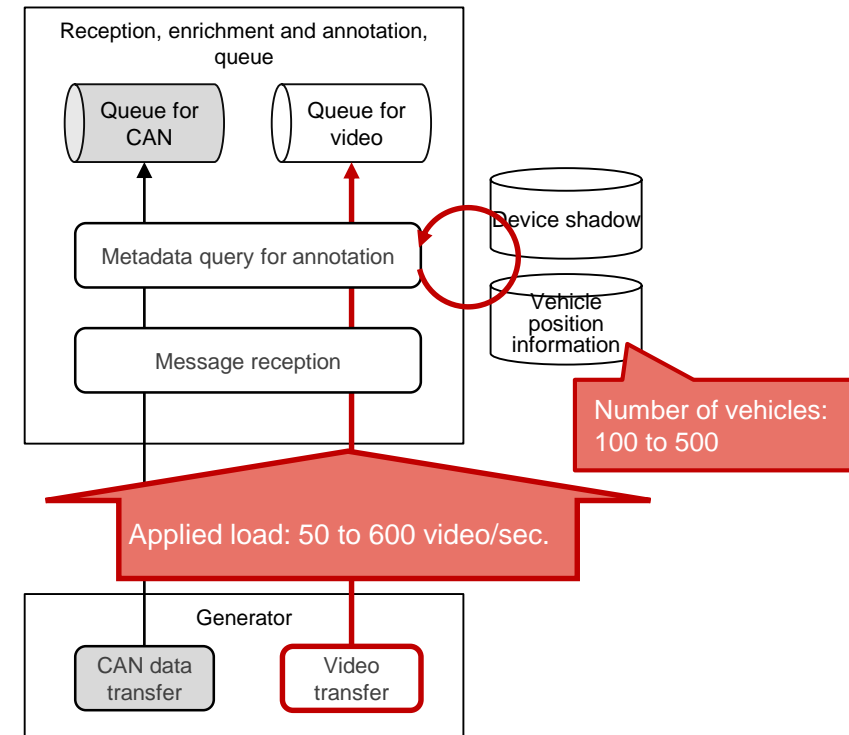 Reception, enrichment and annotation,
queue
Queue for
CAN
Queue for
video
Device shadow
Metadata query for annotation
Vehicle
position
information
Message reception
Number of vehicles:
100 to 500
Applied load: 50 to 600 video/sec.
Generator
CAN data
transfer
Video
transfer